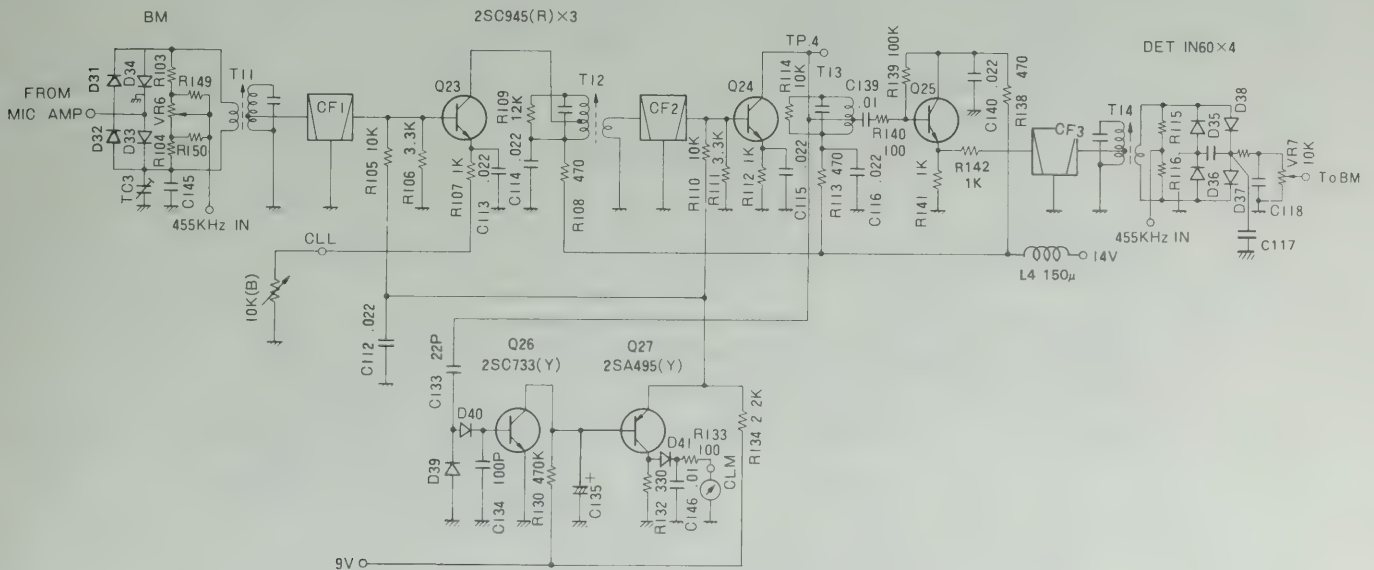 BM
2SC945(R)×3
DET IN60×4
FROM
MIC AMP
D31
D34
D32
D33
R103
R149
VR6
R104
R150
TC3
C145
455KHz IN
T11
CF1
Q23
R105 10K
R106 3.3K
R107 1K
C113 .022
R109
12K
C114 .022
R108 470
T12
CF2
R110 10K
R111 3.3K
R112 1K
Q24
TP.4
C115 .022
R114
10K
T13
R113 470
C116 .022
C139
.01
R140
100
R139 100K
Q25
C140 .022
R138 470
R141 1K
R142
1K
CF3
T14
R115
R116
D35
D38
D36
D37
VR7
10K
To BM
C118
C117
455KHz IN
L4 150μ
14V
CLL
10K(B)
C112 .022
C133 22P
Q26
2SC733(Y)
Q27
2SA495(Y)
D39
D40
C134 100P
R130 470K
C135
+
R132 330
D41
C146 .01
R133
100
CLM
R134 2 2K
9V